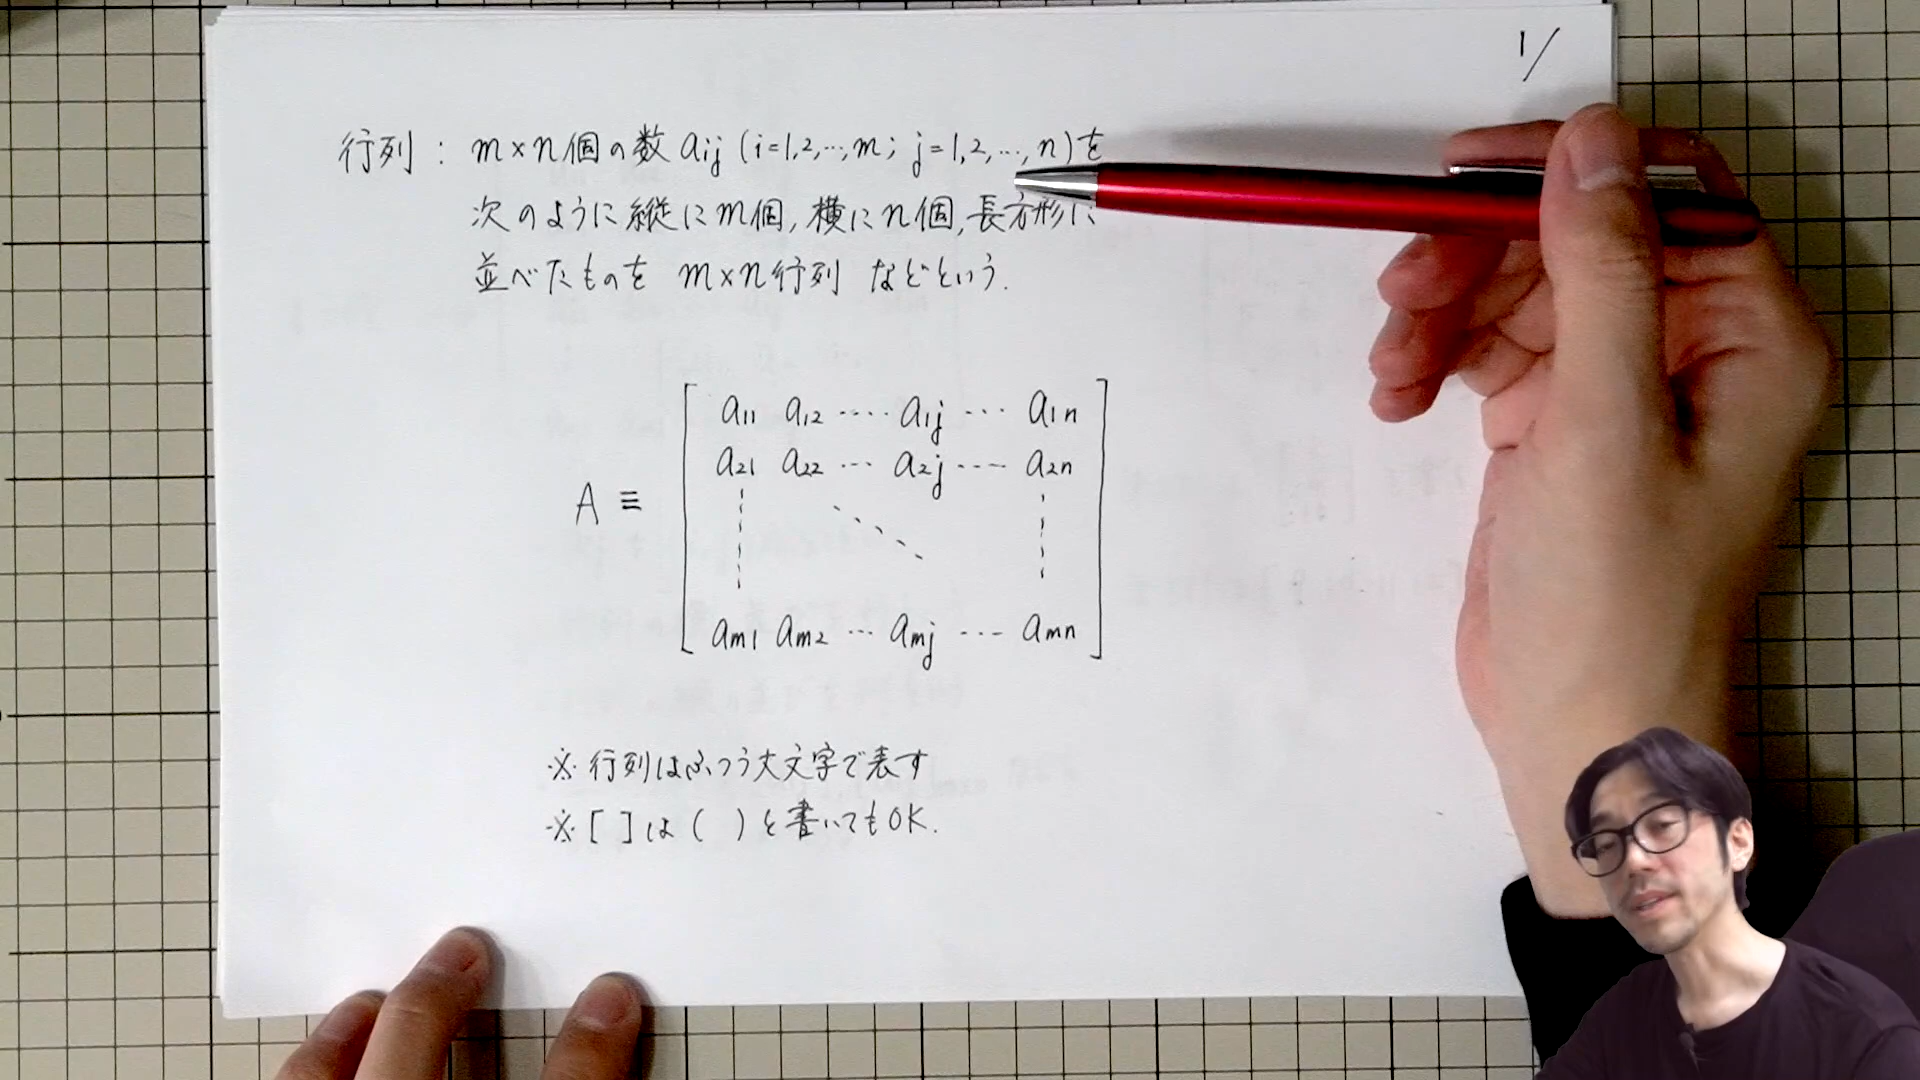 1/
行列 : m×n個の数 aij (i=1,2,…,m; j=1,2,…,n)を
次のように縦にm個,横にn個,長方形に
並べたものを m×n行列 などという.
a11 a12 ‥‥ a1j … a1n
a21 a22 … a2j ‥‥ a2n
A ≡
am1 am2 … amj … amn
※ 行列はふつう大文字で表す
※ [ ]は( )と書いてもOK.